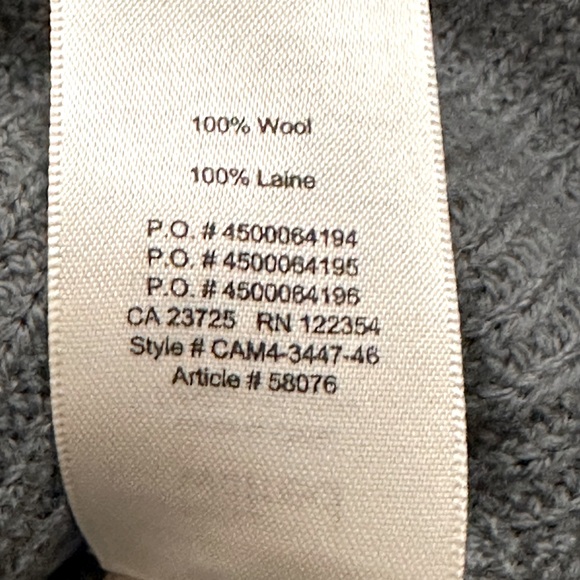 100% Wool
100% Laine
P.O. # 4500064194
P.O. # 4500064195
P.O. # 4500064196
CA 23725 RN 122354
Style # CAM4-3447-46
Article # 58076